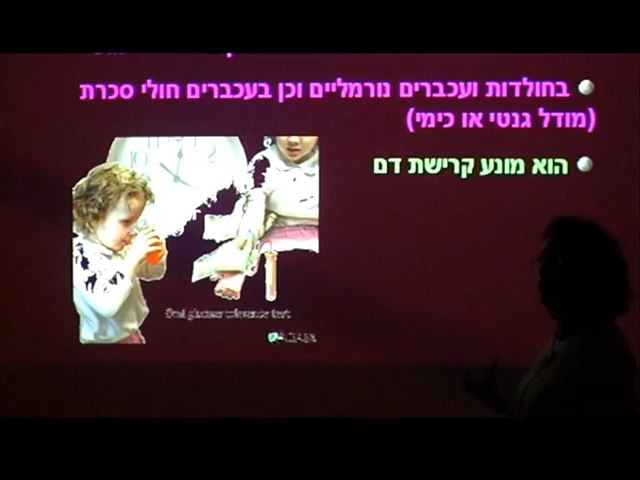 בחולדות ועכברים נורמליים וכן בעכברים חולי סכרת
(מודל גנטי או כימי)
הוא מונע קרישת דם
Oral glucose tolerance test